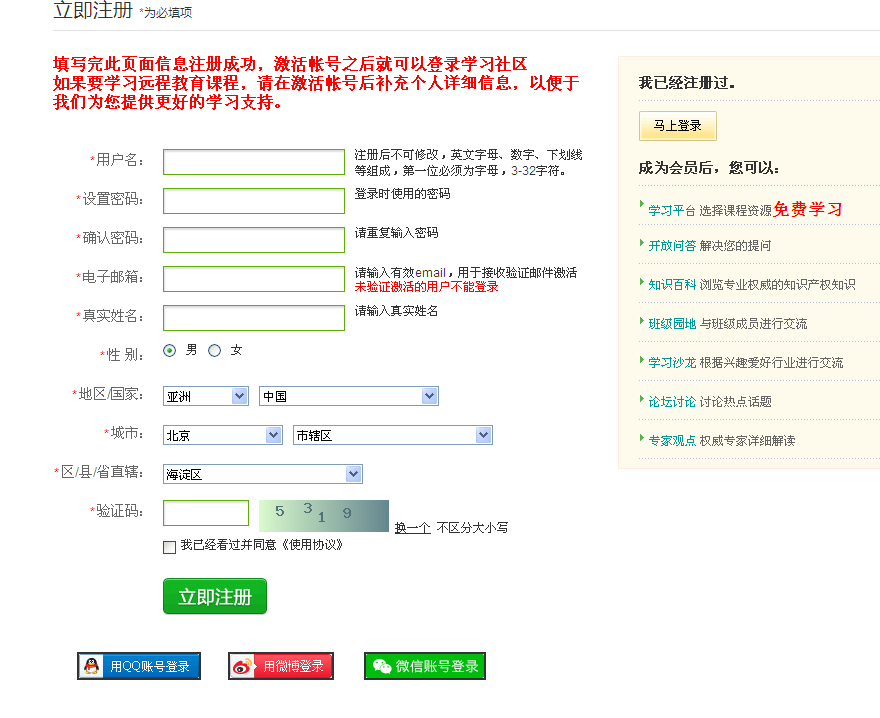 立即注册 *为必填项
填写完此页面信息注册成功，激活帐号之后就可以登录学习社区
如果要学习远程教育课程，请在激活帐号后补充个人详细信息，以便于
我们为您提供更好的学习支持。
*用户名：
注册后不可修改，英文字母、数字、下划线
等组成，第一位必须为字母，3-32字符。
*设置密码：
登录时使用的密码
*确认密码：
请重复输入密码
*电子邮箱：
请输入有效email，用于接收验证邮件激活
未验证激活的用户不能登录
*真实姓名：
请输入真实姓名
*性 别：
男 女
*地区/国家：
亚洲 中国
*城市：
北京 市辖区
*区/县/省直辖：
海淀区
*验证码：
5 3 1 9
换一个 不区分大小写
我已经看过并同意《使用协议》
立即注册
用QQ账号登录 用微博登录 微信账号登录
我已经注册过。
马上登录
成为会员后，您可以：
学习平台 选择课程资源免费学习
开放问答 解决您的提问
知识百科 浏览专业权威的知识产权知识
班级园地 与班级成员进行交流
学习沙龙 根据兴趣爱好行业进行交流
论坛讨论 讨论热点话题
专家观点 权威专家详细解读